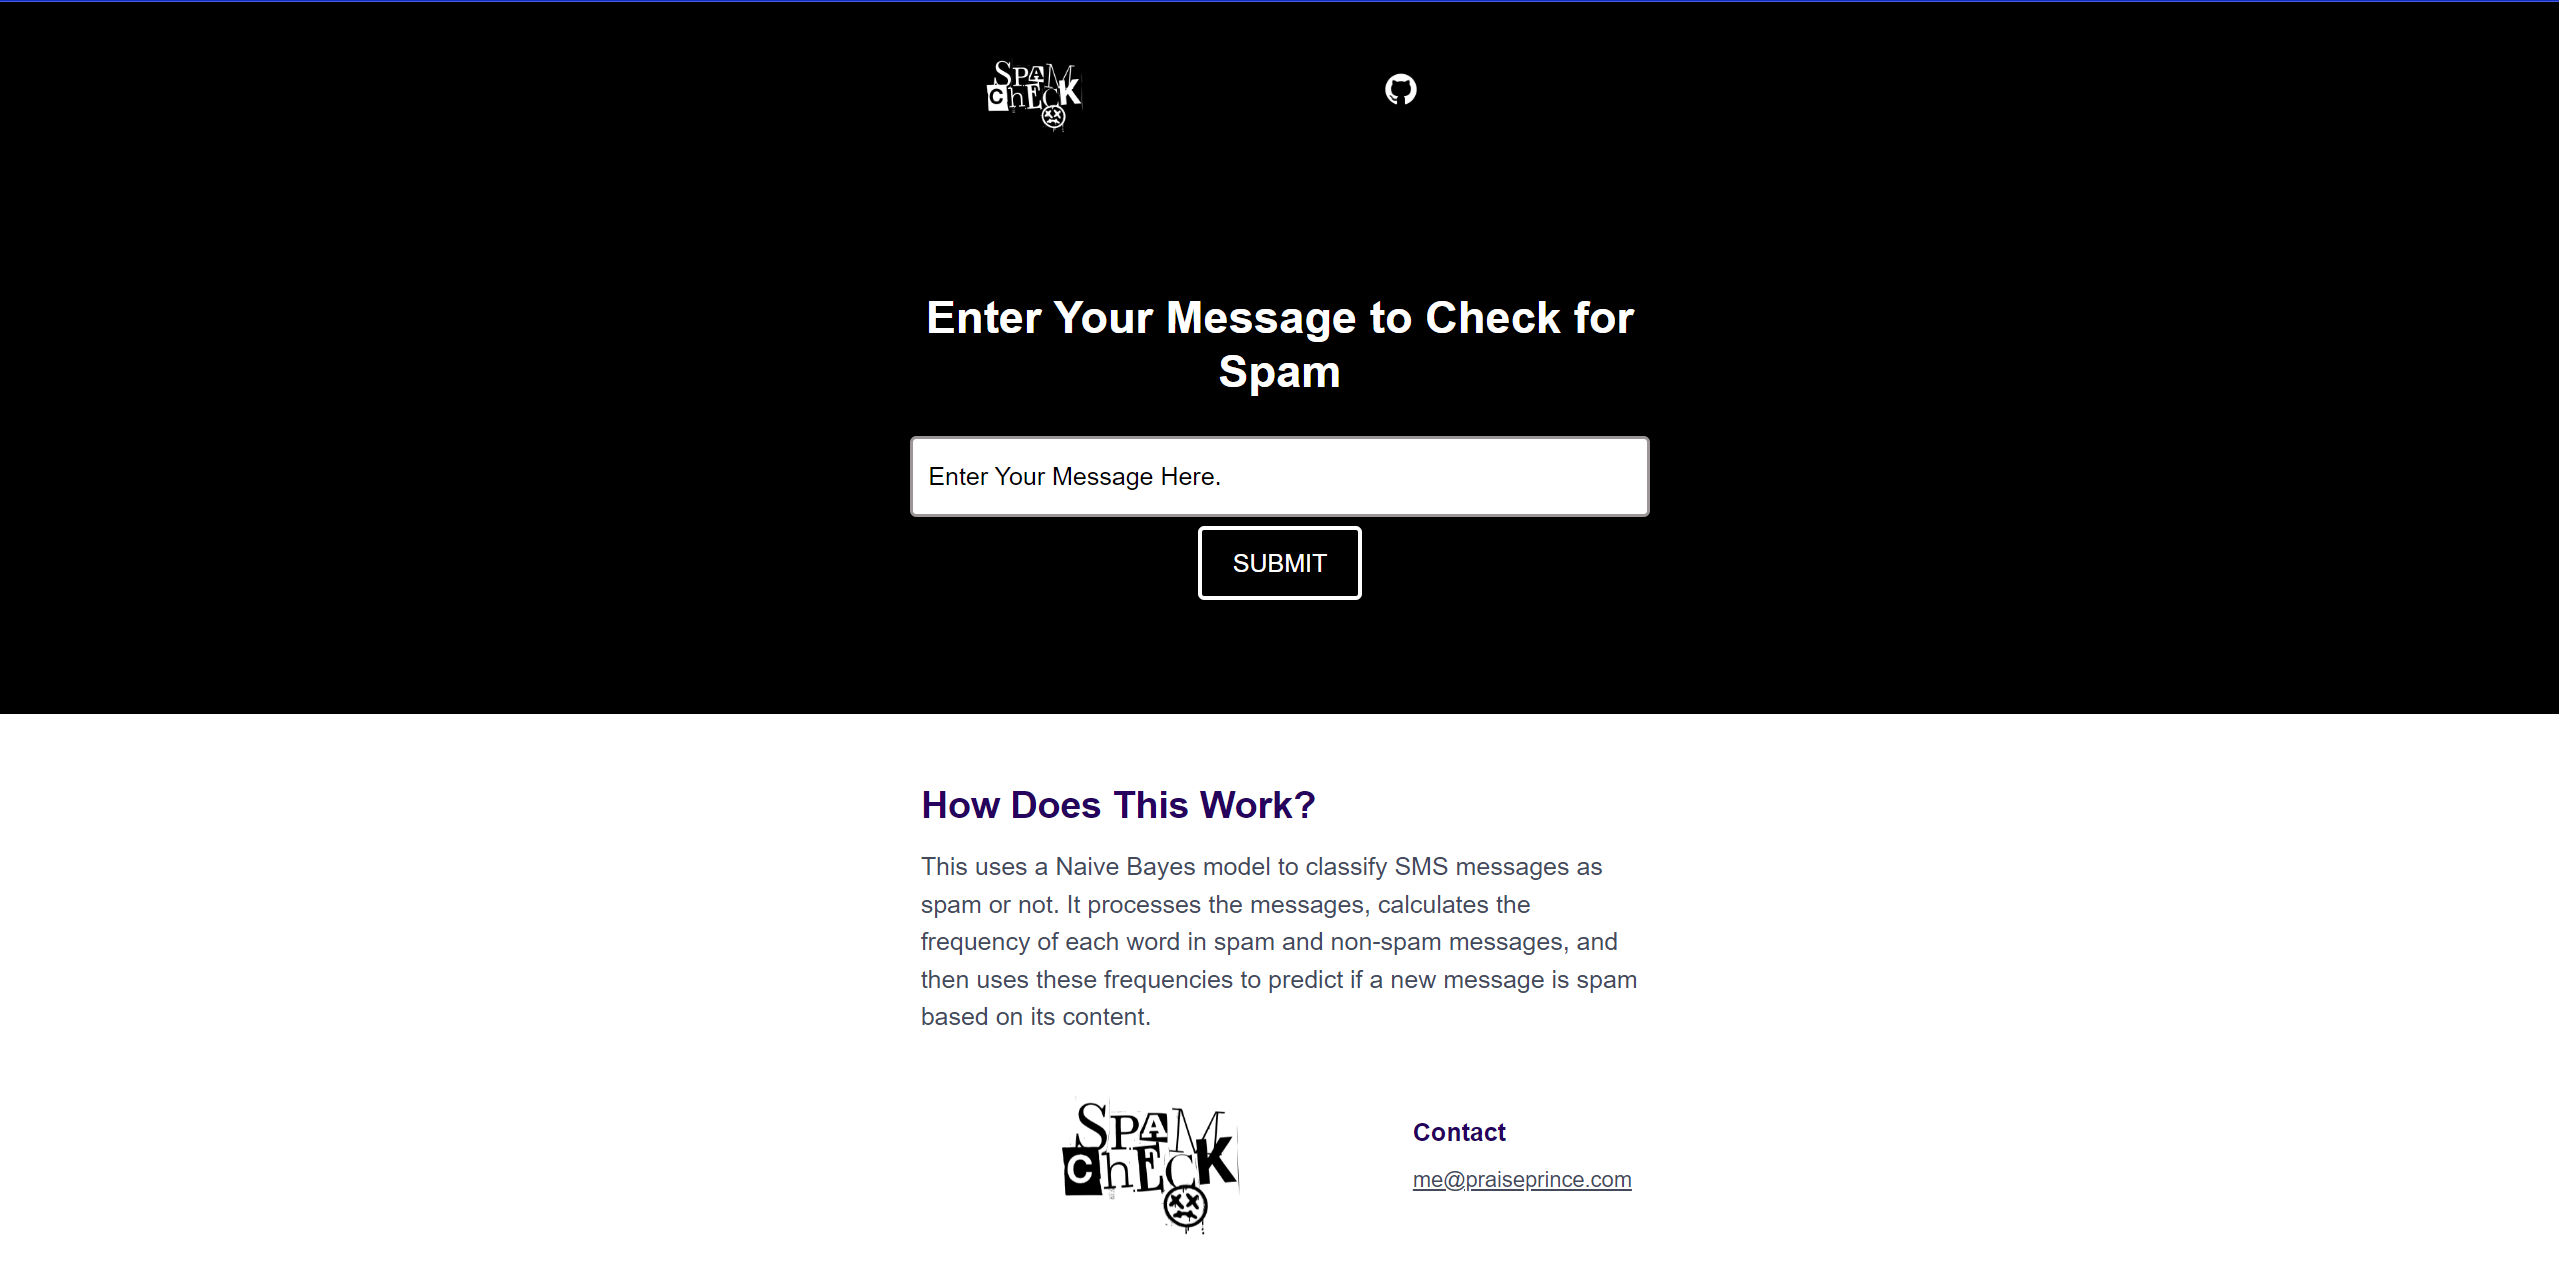 SPAM
ChECK
Enter Your Message to Check for
Spam
Enter Your Message Here.
SUBMIT
How Does This Work?
This uses a Naive Bayes model to classify SMS messages as
spam or not. It processes the messages, calculates the
frequency of each word in spam and non-spam messages, and
then uses these frequencies to predict if a new message is spam
based on its content.
SPAM
ChECK
Contact
me@praiseprince.com